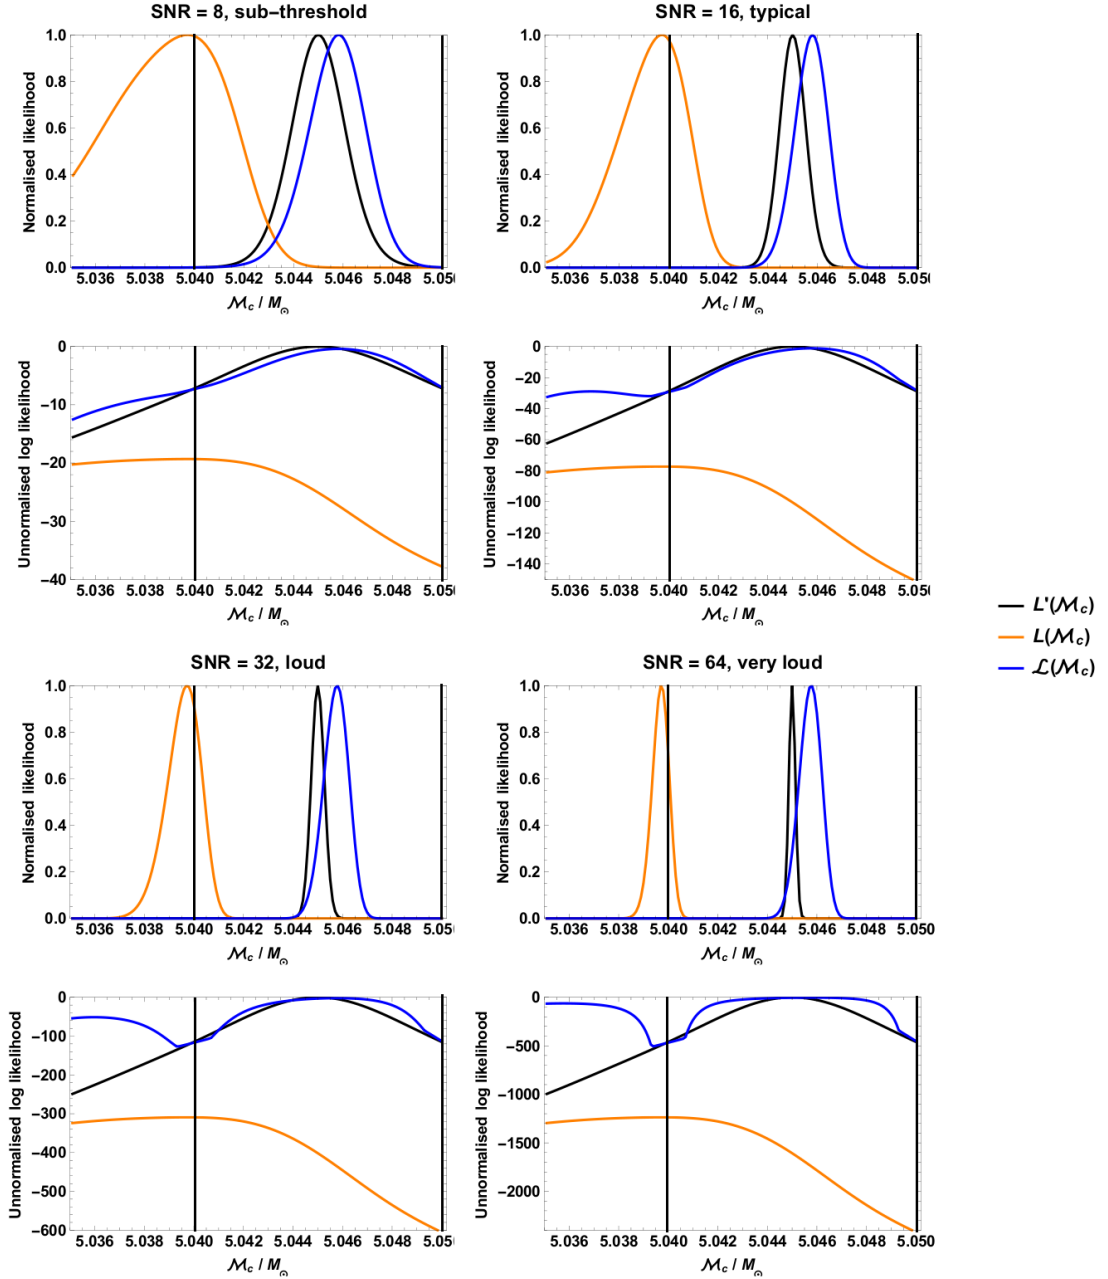 SNR = 8, sub−threshold
Normalised likelihood
1.0
0.8
0.6
0.4
0.2
0.0
5.036 5.038 5.040 5.042 5.044 5.046 5.048 5.050
ℳc / M⊙
SNR = 16, typical
Normalised likelihood
1.0
0.8
0.6
0.4
0.2
0.0
5.036 5.038 5.040 5.042 5.044 5.046 5.048 5.050
ℳc / M⊙
Unnormalised log likelihood
0
−10
−20
−30
−40
5.036 5.038 5.040 5.042 5.044 5.046 5.048 5.050
ℳc / M⊙
Unnormalised log likelihood
0
−20
−40
−60
−80
−100
−120
−140
5.036 5.038 5.040 5.042 5.044 5.046 5.048 5.050
ℳc / M⊙
L'(ℳc)
L(ℳc)
ℒ(ℳc)
SNR = 32, loud
Normalised likelihood
1.0
0.8
0.6
0.4
0.2
0.0
5.036 5.038 5.040 5.042 5.044 5.046 5.048 5.050
ℳc / M⊙
SNR = 64, very loud
Normalised likelihood
1.0
0.8
0.6
0.4
0.2
0.0
5.036 5.038 5.040 5.042 5.044 5.046 5.048 5.050
ℳc / M⊙
Unnormalised log likelihood
0
−100
−200
−300
−400
−500
−600
5.036 5.038 5.040 5.042 5.044 5.046 5.048 5.050
ℳc / M⊙
Unnormalised log likelihood
0
−500
−1000
−1500
−2000
5.036 5.038 5.040 5.042 5.044 5.046 5.048 5.050
ℳc / M⊙